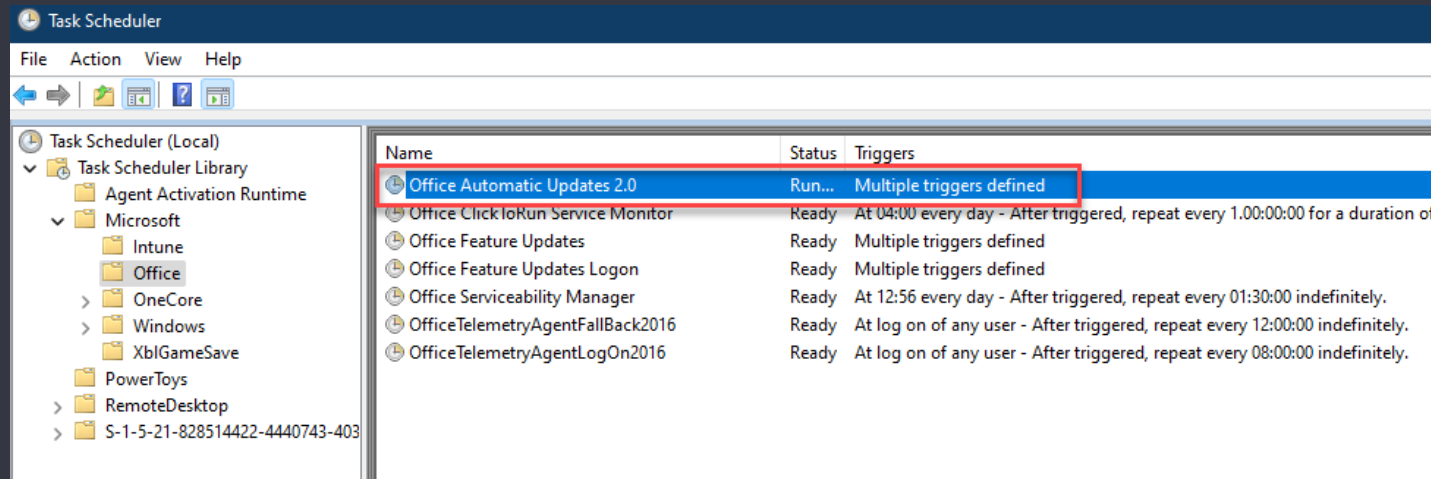 Task Scheduler
File Action View Help
Task Scheduler (Local)
Task Scheduler Library
Agent Activation Runtime
Microsoft
Intune
Office
OneCore
Windows
XblGameSave
PowerToys
RemoteDesktop
S-1-5-21-828514422-4440743-403
Name Status Triggers
Office Automatic Updates 2.0 Run... Multiple triggers defined
Office ClickToRun Service Monitor Ready At 04:00 every day - After triggered, repeat every 1.00:00:00 for a duration of
Office Feature Updates Ready Multiple triggers defined
Office Feature Updates Logon Ready Multiple triggers defined
Office Serviceability Manager Ready At 12:56 every day - After triggered, repeat every 01:30:00 indefinitely.
OfficeTelemetryAgentFallBack2016 Ready At log on of any user - After triggered, repeat every 12:00:00 indefinitely.
OfficeTelemetryAgentLogOn2016 Ready At log on of any user - After triggered, repeat every 08:00:00 indefinitely.